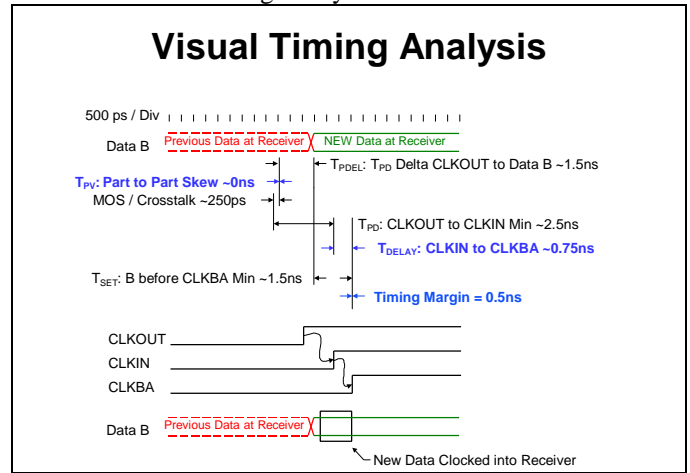 Visual Timing Analysis
500 ps / Div
Data B Previous Data at Receiver NEW Data at Receiver
TPDEL: TPD Delta CLKOUT to Data B ~1.5ns
TPV: Part to Part Skew ~0ns
MOS / Crosstalk ~250ps
TPD: CLKOUT to CLKIN Min ~2.5ns
TDELAY: CLKIN to CLKBA ~0.75ns
TSET: B before CLKBA Min ~1.5ns
Timing Margin = 0.5ns
CLKOUT
CLKIN
CLKBA
Data B Previous Data at Receiver
New Data Clocked into Receiver